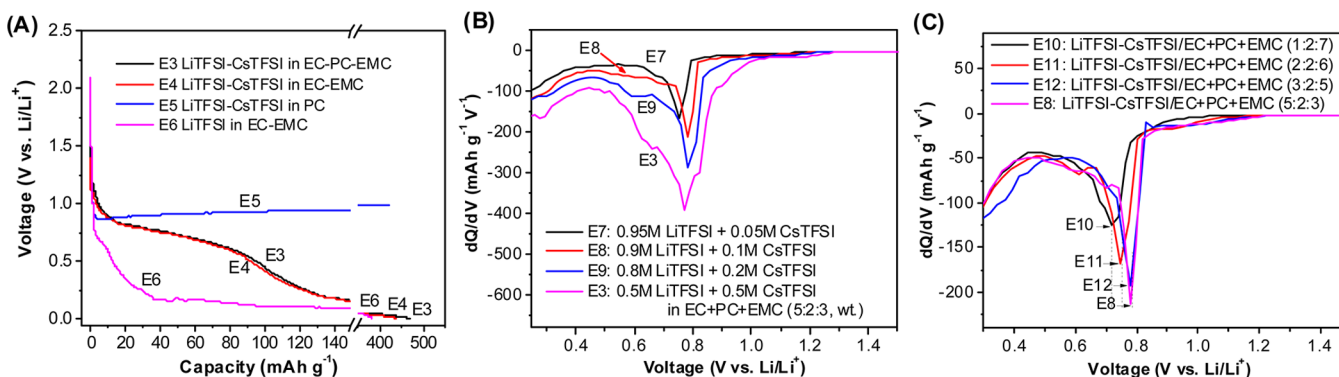 (A)
2.5
2.0
1.5
1.0
0.5
0.0
Voltage (V vs. Li/Li+)
E3 LiTFSI-CsTFSI in EC-PC-EMC
E4 LiTFSI-CsTFSI in EC-EMC
E5 LiTFSI-CsTFSI in PC
E6 LiTFSI in EC-EMC
E5
E3
E4
E6
E6
E4
E3
0 20 40 60 80 100 120 140 400 500
Capacity (mAh g-1)
(B)
0
-100
-200
-300
-400
-500
-600
dQ/dV (mAh g-1 V-1)
E8
E7
E9
E3
E7: 0.95M LiTFSI + 0.05M CsTFSI
E8: 0.9M LiTFSI + 0.1M CsTFSI
E9: 0.8M LiTFSI + 0.2M CsTFSI
E3: 0.5M LiTFSI + 0.5M CsTFSI
in EC+PC+EMC (5:2:3, wt.)
0.4 0.6 0.8 1.0 1.2 1.4
Voltage (V vs. Li/Li+)
(C)
50
0
-50
-100
-150
-200
dQ/dV (mAh g-1 V-1)
E10: LiTFSI-CsTFSI/EC+PC+EMC (1:2:7)
E11: LiTFSI-CsTFSI/EC+PC+EMC (2:2:6)
E12: LiTFSI-CsTFSI/EC+PC+EMC (3:2:5)
E8: LiTFSI-CsTFSI/EC+PC+EMC (5:2:3)
E10
E11
E12
E8
0.4 0.6 0.8 1.0 1.2 1.4
Voltage (V vs. Li/Li+)